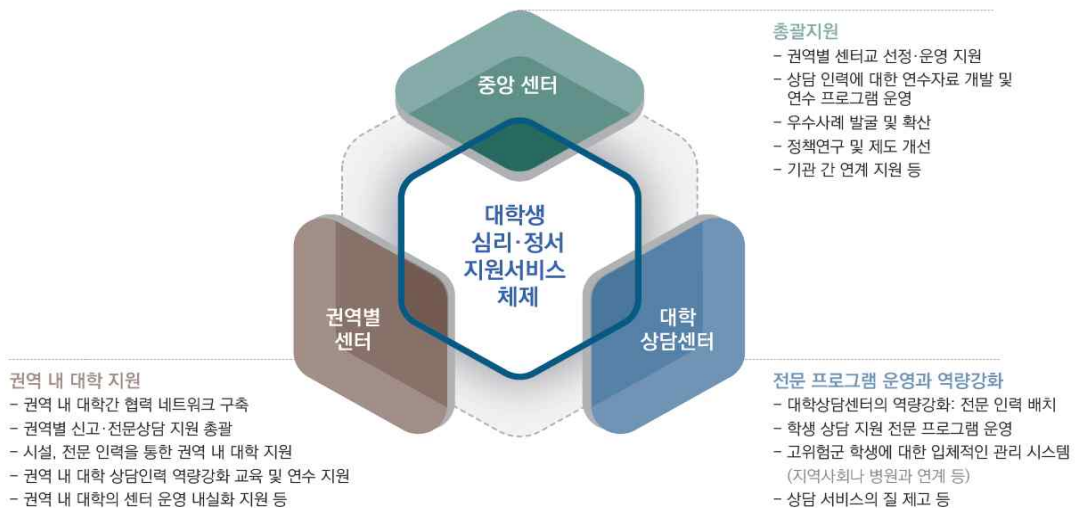 중앙 센터
대학생
심리·정서
지원서비스
체제
권역별
센터
대학
상담센터
총괄지원
- 권역별 센터교 선정·운영 지원
- 상담 인력에 대한 연수자료 개발 및
연수 프로그램 운영
- 우수사례 발굴 및 확산
- 정책연구 및 제도 개선
- 기관 간 연계 지원 등
권역 내 대학 지원
- 권역 내 대학간 협력 네트워크 구축
- 권역별 신고·전문상담 지원 총괄
- 시설, 전문 인력을 통한 권역 내 대학 지원
- 권역 내 대학 상담인력 역량강화 교육 및 연수 지원
- 권역 내 대학의 센터 운영 내실화 지원 등
전문 프로그램 운영과 역량강화
- 대학상담센터의 역량강화: 전문 인력 배치
- 학생 상담 지원 전문 프로그램 운영
- 고위험군 학생에 대한 입체적인 관리 시스템
(지역사회나 병원과 연계 등)
- 상담 서비스의 질 제고 등